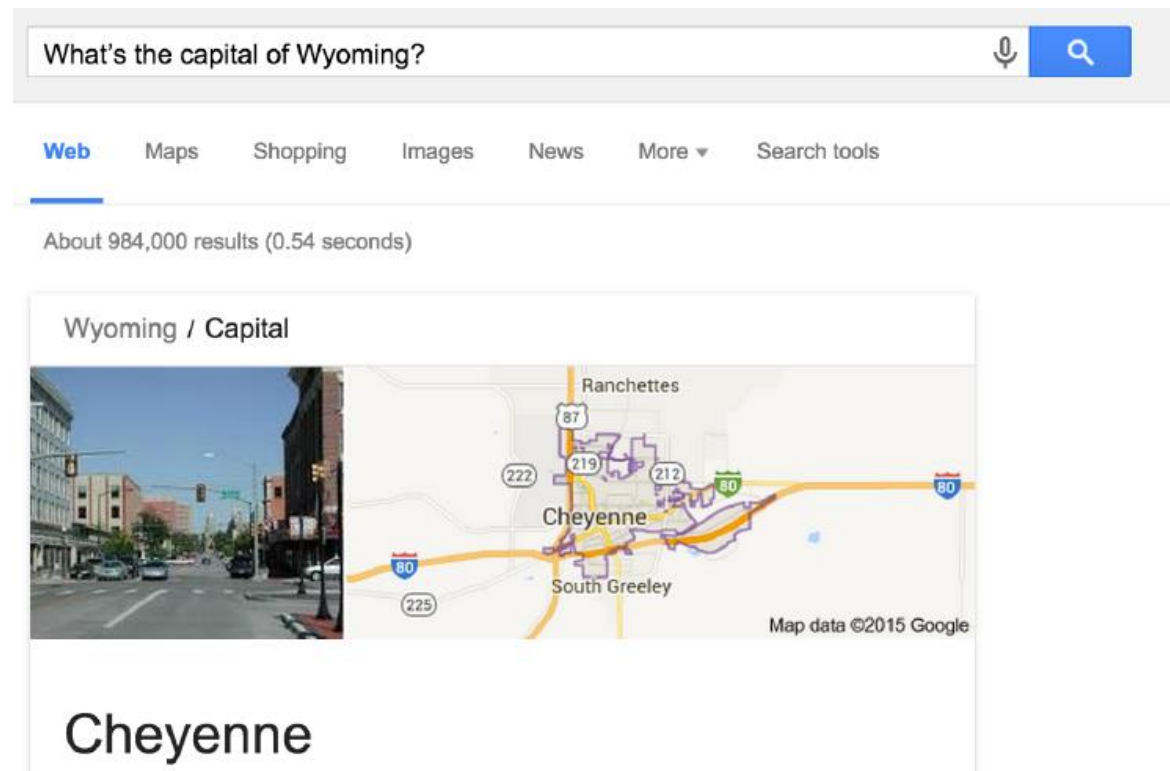 What's the capital of Wyoming?
Web Maps Shopping Images News More ▾ Search tools
About 984,000 results (0.54 seconds)
Wyoming / Capital
Ranchettes
87
219
222
212
80
80
Cheyenne
80
South Greeley
225
Map data ©2015 Google
Cheyenne